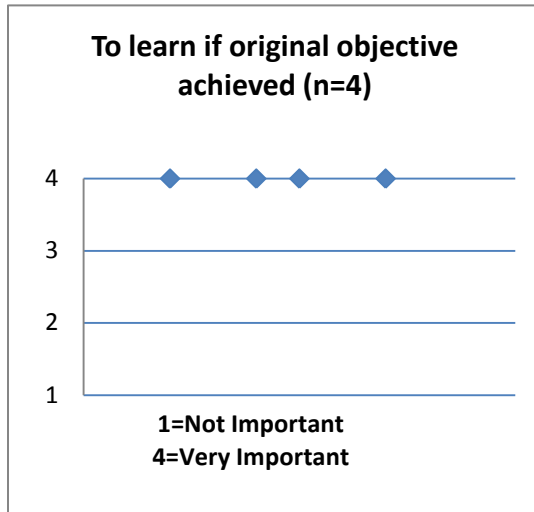 To learn if original objective
achieved (n=4)
4
3
2
1
1=Not Important
4=Very Important